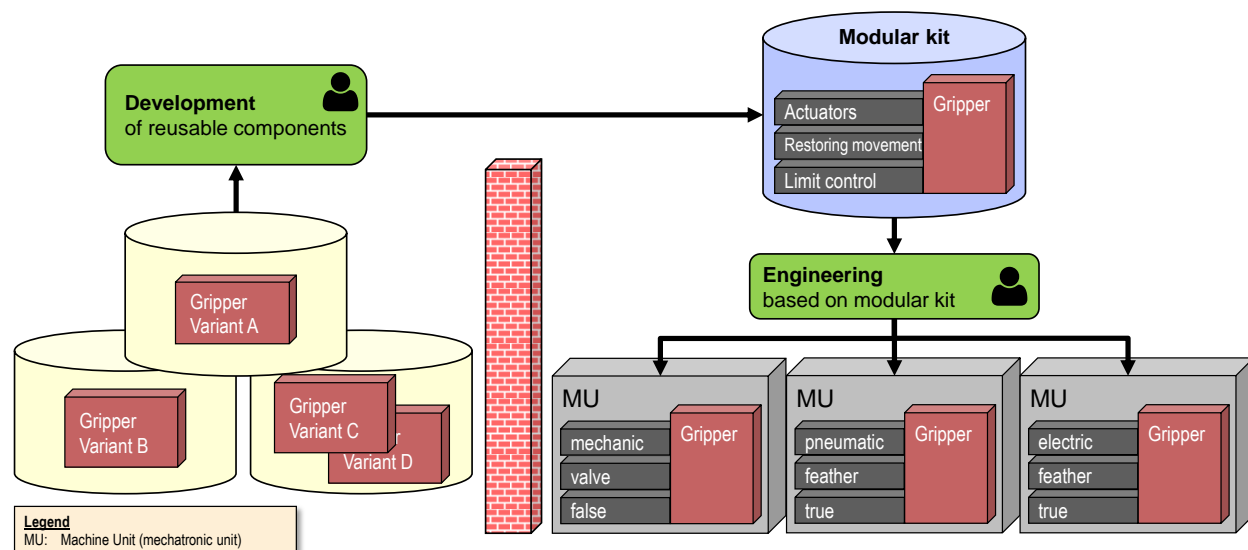 Modular kit
Development
of reusable components
Actuators
Gripper
Restoring movement
Limit control
Gripper
Variant A
Engineering
based on modular kit
Gripper
Variant B
Gripper
Variant C
Variant D
MU
Gripper
mechanic
valve
false
MU
Gripper
pneumatic
feather
true
MU
Gripper
electric
feather
true
Legend
MU: Machine Unit (mechatronic unit)